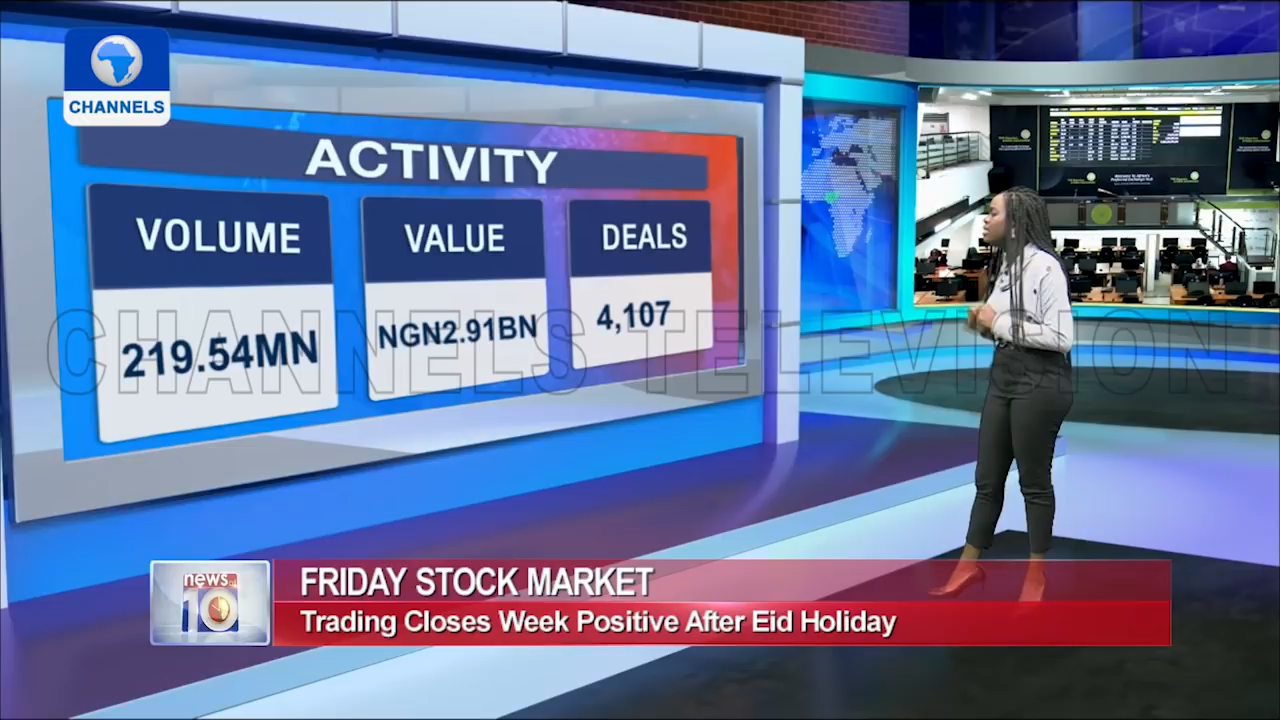 CHANNELS
ACTIVITY
VOLUME
VALUE
DEALS
219.54MN
NGN2.91BN
4,107
CHANNELS TELEVISION
news at
10
FRIDAY STOCK MARKET
Trading Closes Week Positive After Eid Holiday